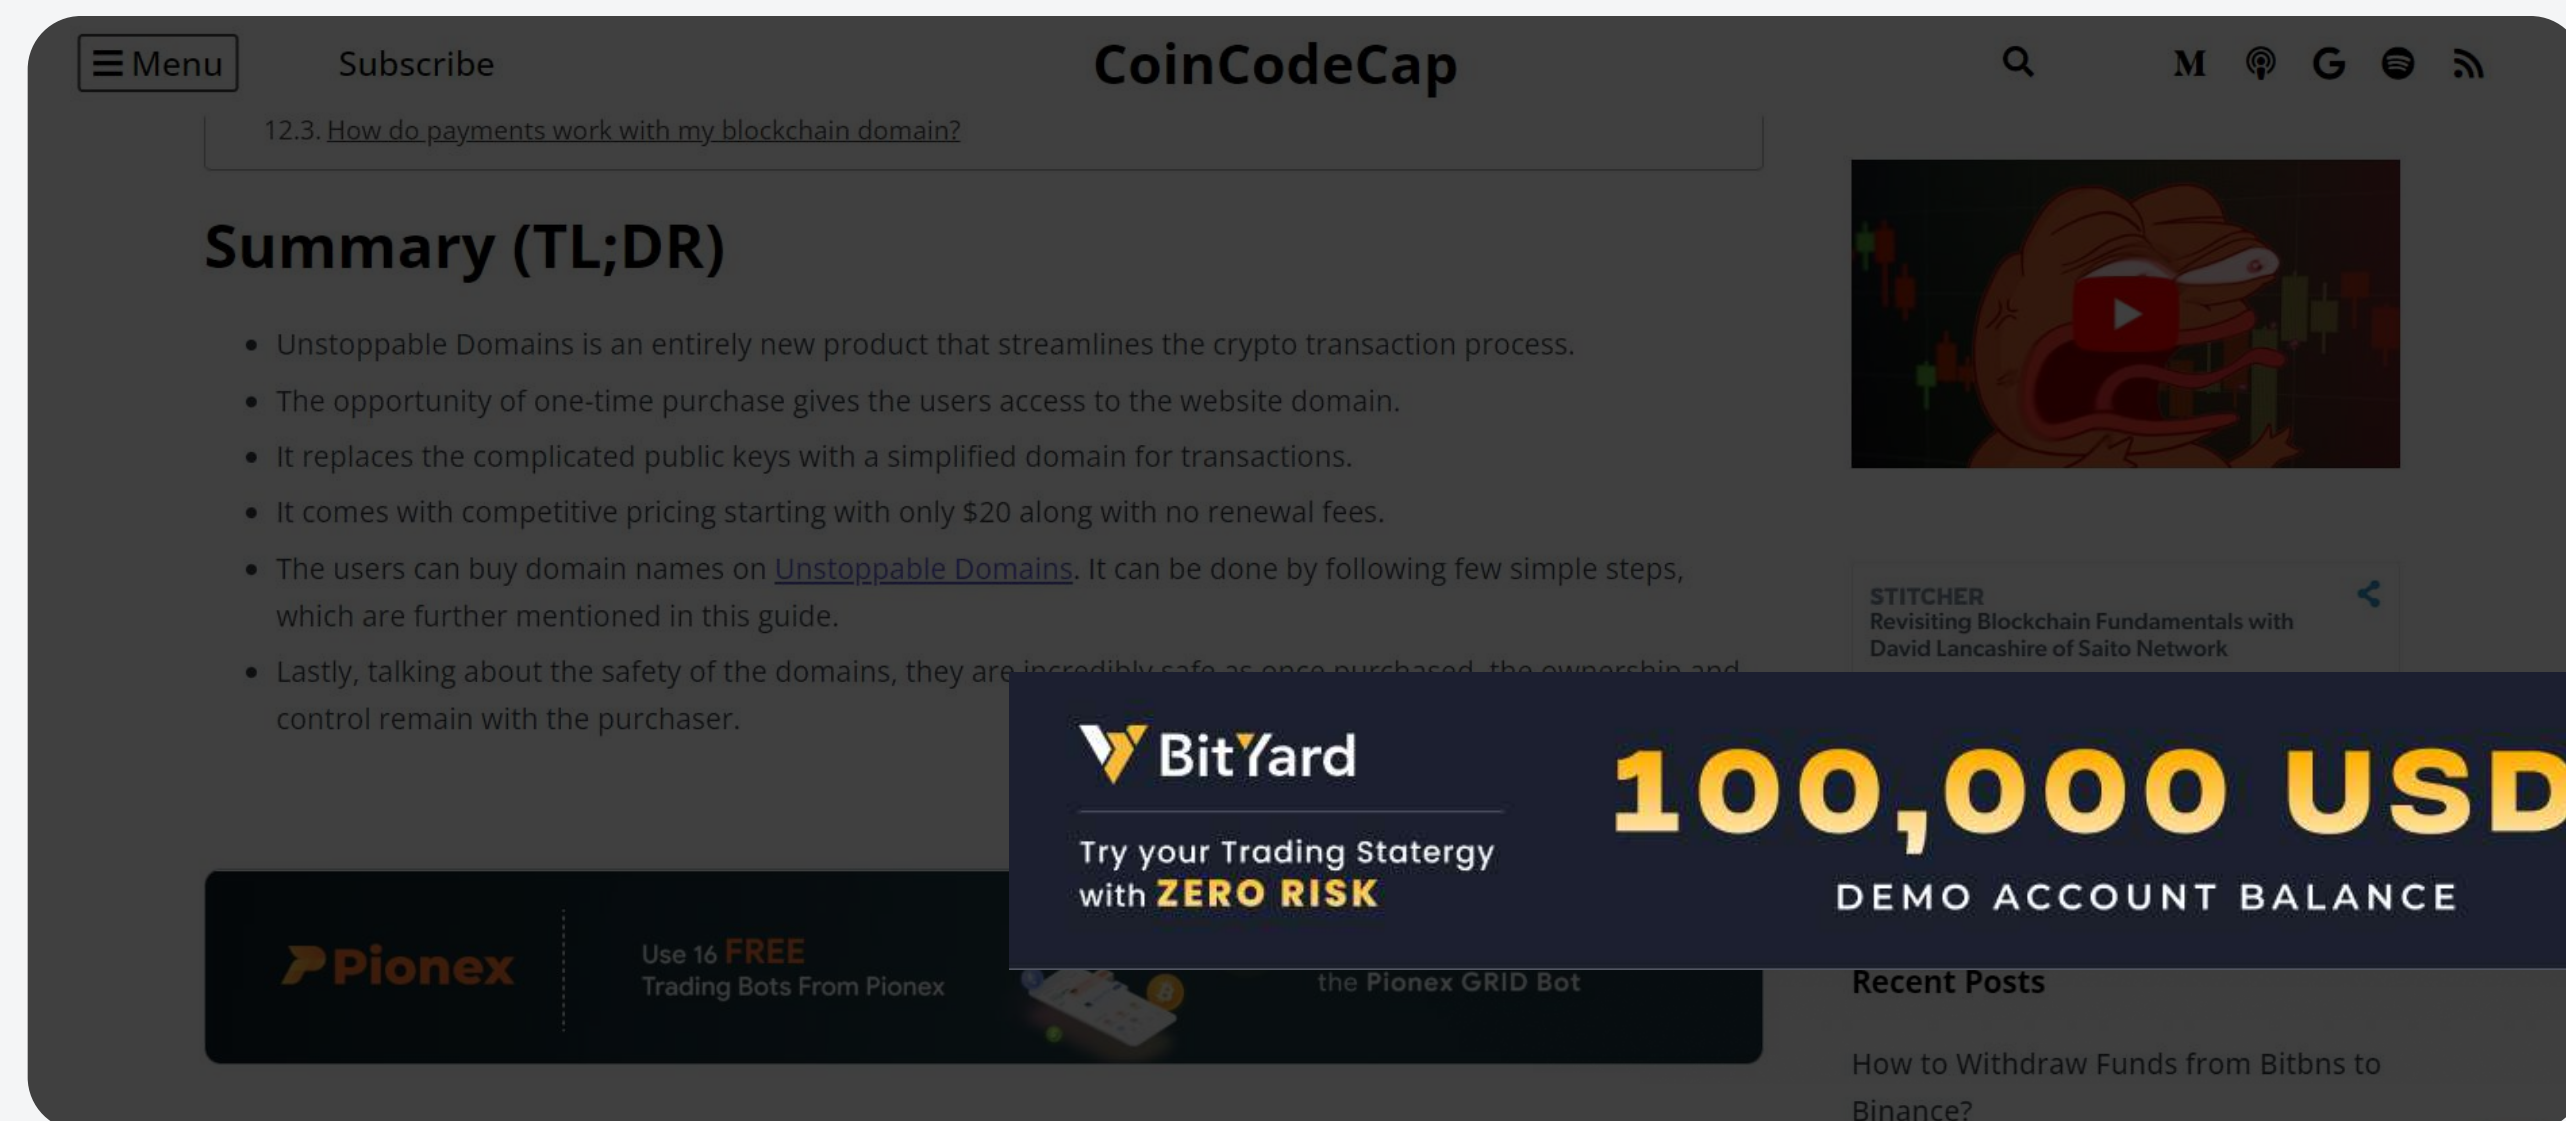 Menu
Subscribe
CoinCodeCap
12.3. How do payments work with my blockchain domain?
Summary (TL;DR)
Unstoppable Domains is an entirely new product that streamlines the crypto transaction process.
The opportunity of one-time purchase gives the users access to the website domain.
It replaces the complicated public keys with a simplified domain for transactions.
It comes with competitive pricing starting with only $20 along with no renewal fees.
The users can buy domain names on Unstoppable Domains. It can be done by following few simple steps,
which are further mentioned in this guide.
Lastly, talking about the safety of the domains, they are incredibly safe as once purchased, the ownership and
control remain with the purchaser.
Pionex
Use 16 FREE
Trading Bots From Pionex
the Pionex GRID Bot
STITCHER
Revisiting Blockchain Fundamentals with
David Lancashire of Saito Network
BitYard
Try your Trading Statergy
with ZERO RISK
100,000 USD
DEMO ACCOUNT BALANCE
Recent Posts
How to Withdraw Funds from Bitbns to
Binance?